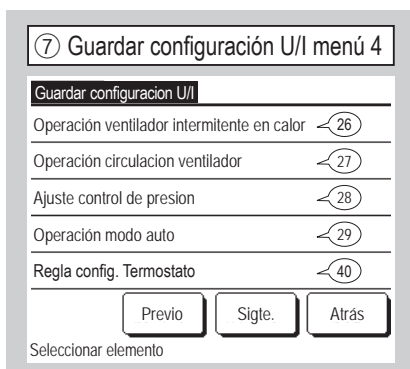 ⑦ Guardar configuración U/I menú 4
Guardar configuracion U/I
Operación ventilador intermitente en calor 26
Operación circulacion ventilador 27
Ajuste control de presion 28
Operación modo auto 29
Regla config. Termostato 40
Previo Sigte. Atrás
Seleccionar elemento